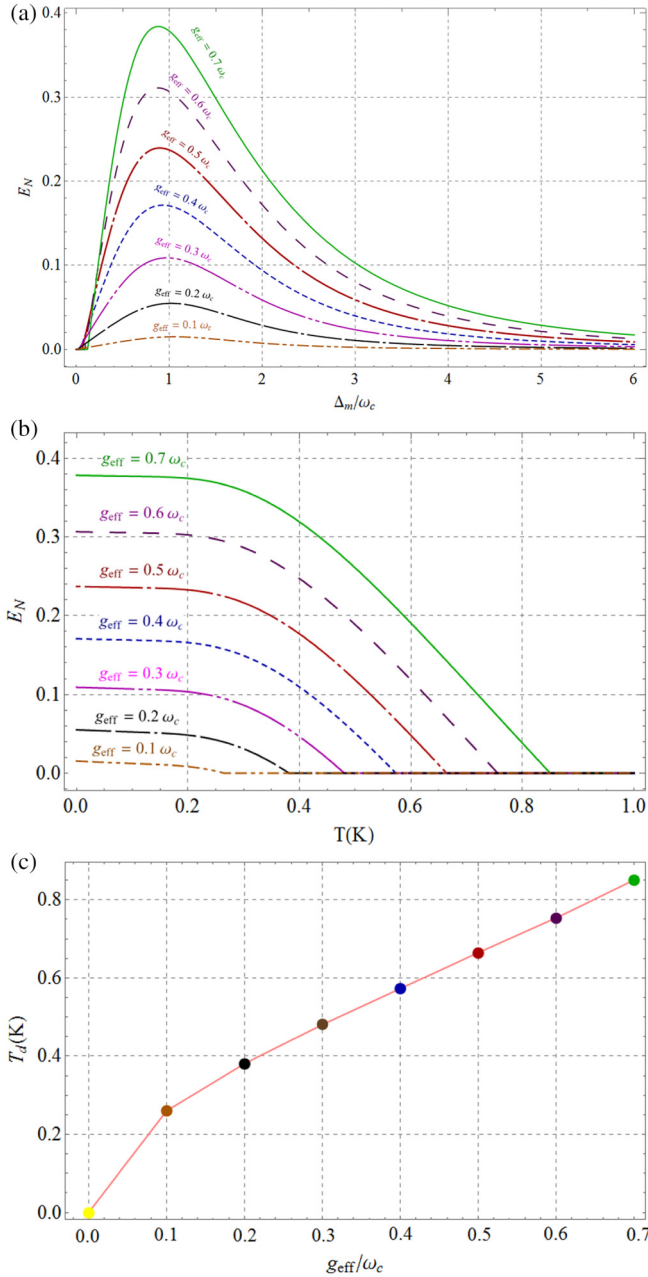 (a)
0.4
0.3
0.2
0.1
0.0
E_N
g_eff = 0.7 ω_c
g_eff = 0.6 ω_c
g_eff = 0.5 ω_c
g_eff = 0.4 ω_c
g_eff = 0.3 ω_c
g_eff = 0.2 ω_c
g_eff = 0.1 ω_c
0 1 2 3 4 5 6
Δ_m/ω_c
(b)
0.4
0.3
0.2
0.1
0.0
E_N
g_eff = 0.7 ω_c
g_eff = 0.6 ω_c
g_eff = 0.5 ω_c
g_eff = 0.4 ω_c
g_eff = 0.3 ω_c
g_eff = 0.2 ω_c
g_eff = 0.1 ω_c
0.0 0.2 0.4 0.6 0.8 1.0
T(K)
(c)
0.8
0.6
0.4
0.2
0.0
T_d(K)
0.0 0.1 0.2 0.3 0.4 0.5 0.6 0.7
g_eff/ω_c